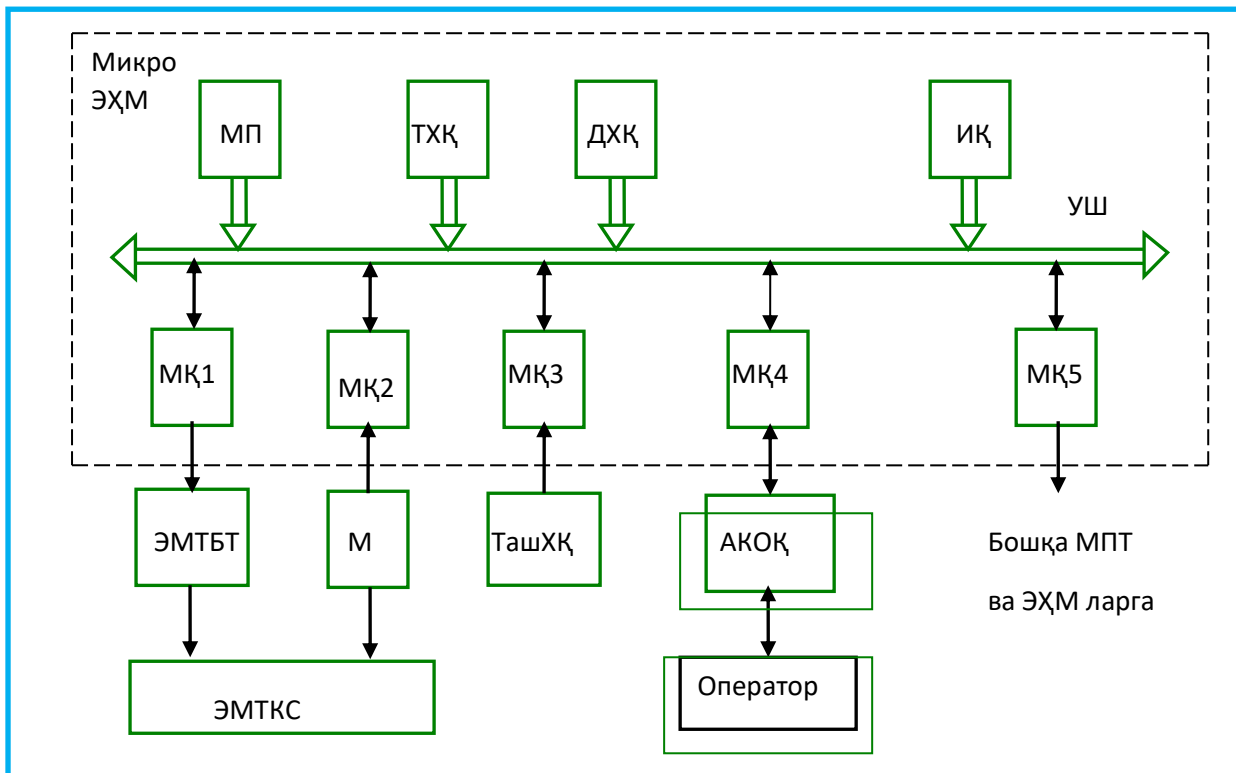 Микро
ЭҲМ
МП
ТХҚ
ДХҚ
ИҚ
УШ
МҚ1
МҚ2
МҚ3
МҚ4
МҚ5
ЭМТБТ
М
ТашХҚ
АКОҚ
Бошқа МПТ
ва ЭҲМ ларга
Оператор
ЭМТКС